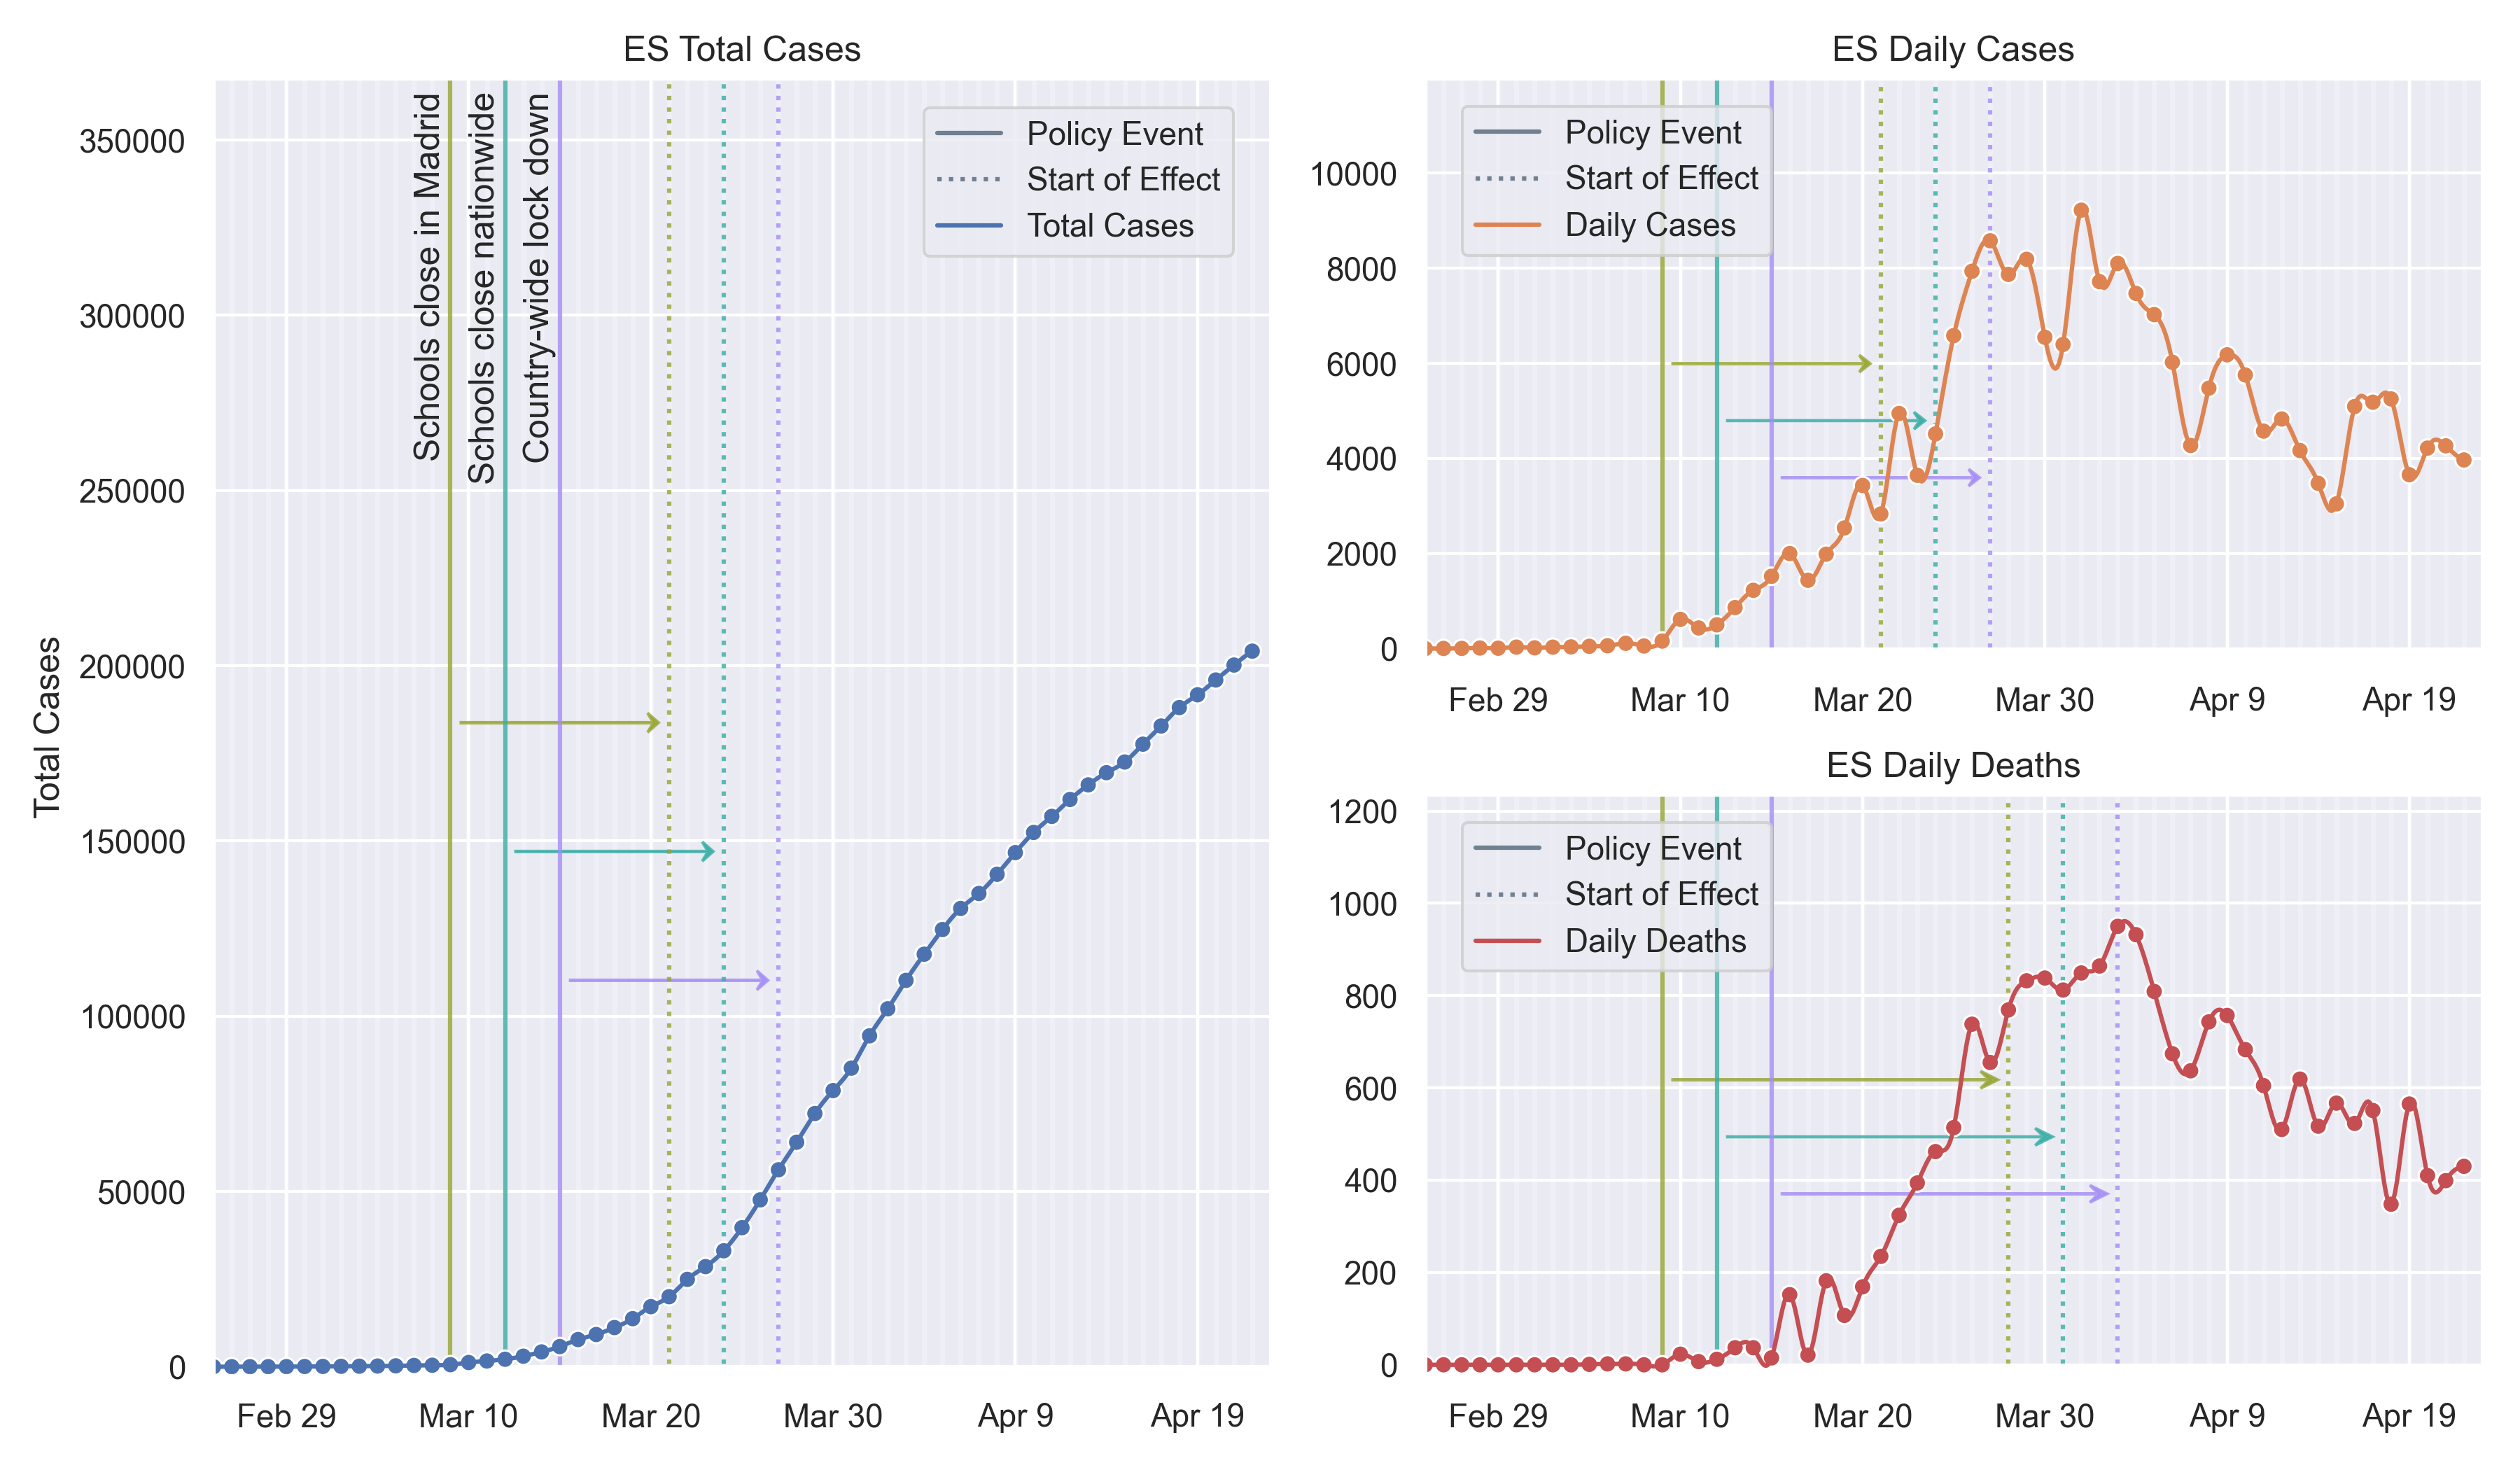 ES Total Cases
Total Cases
350000
300000
250000
200000
150000
100000
50000
0
Schools close in Madrid
Schools close nationwide
Country-wide lock down
Policy Event
Start of Effect
Total Cases
Feb 29
Mar 10
Mar 20
Mar 30
Apr 9
Apr 19
ES Daily Cases
10000
8000
6000
4000
2000
0
Policy Event
Start of Effect
Daily Cases
Feb 29
Mar 10
Mar 20
Mar 30
Apr 9
Apr 19
ES Daily Deaths
1200
1000
800
600
400
200
0
Policy Event
Start of Effect
Daily Deaths
Feb 29
Mar 10
Mar 20
Mar 30
Apr 9
Apr 19